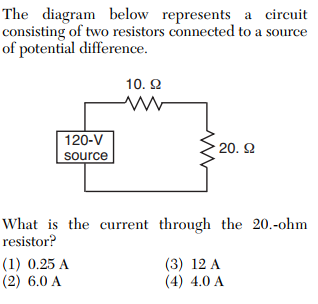 The diagram below represents a circuit
consisting of two resistors connected to a source
of potential difference.
10. Ω
120-V
source
20. Ω
What is the current through the 20.-ohm
resistor?
(1) 0.25 A
(3) 12 A
(2) 6.0 A
(4) 4.0 A